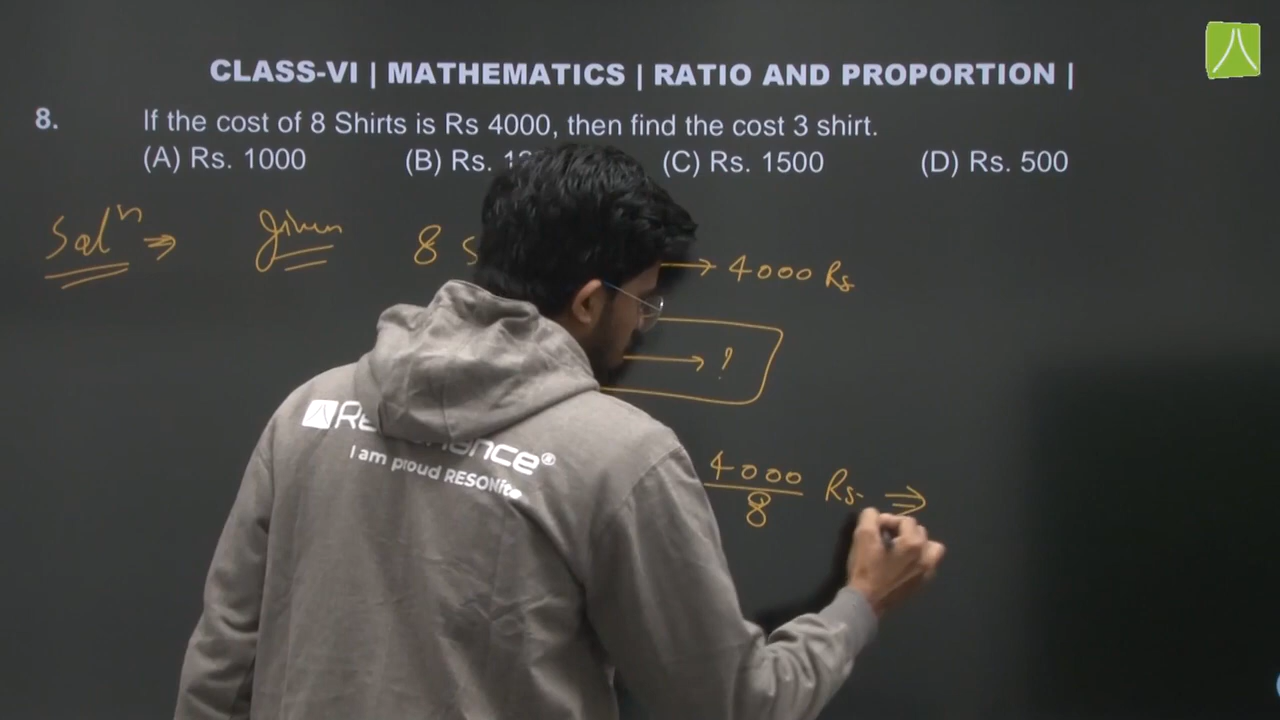 CLASS-VI | MATHEMATICS | RATIO AND PROPORTION |
8. If the cost of 8 Shirts is Rs 4000, then find the cost 3 shirt.
(A) Rs. 1000 (B) Rs. (C) Rs. 1500 (D) Rs. 500
Solⁿ ⇒ given 8 → 4000 Rs
→ ?
4000/8 Rs. ⇒
I am proud RESONite